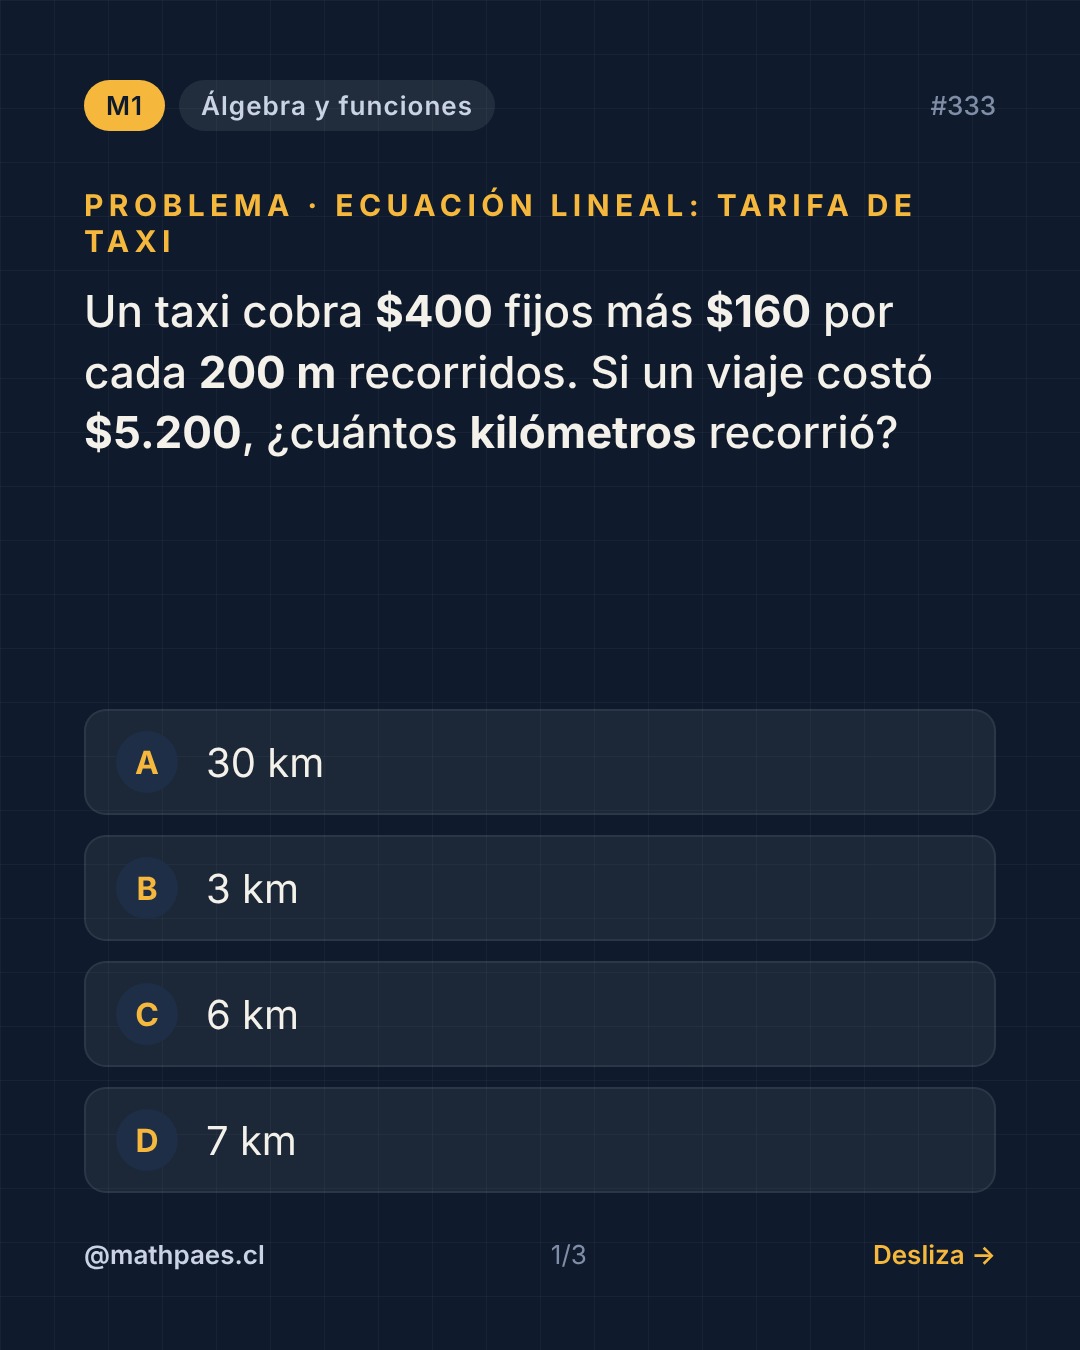 M1 Álgebra y funciones #333
PROBLEMA · ECUACIÓN LINEAL: TARIFA DE
TAXI
Un taxi cobra $400 fijos más $160 por
cada 200 m recorridos. Si un viaje costó
$5.200, ¿cuántos kilómetros recorrió?
A 30 km
B 3 km
C 6 km
D 7 km
@mathpaes.cl 1/3 Desliza →